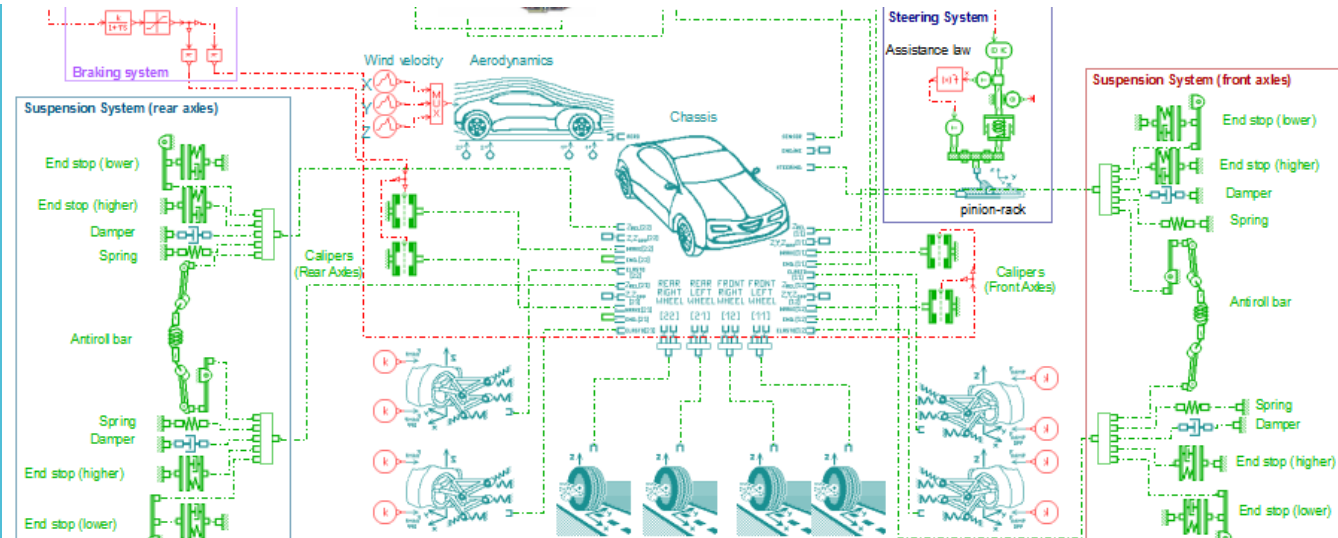 Steering System
k
1+TS
Assistance law
Braking system
Wind velocity
Aerodynamics
X
Y
Z
MUX
Suspension System (rear axles)
Suspension System (front axles)
Chassis
End stop (lower)
End stop (higher)
Damper
Spring
Antiroll bar
Spring
Damper
End stop (higher)
End stop (lower)
Calipers
(Rear Axles)
pinion-rack
STEERING
REAR RIGHT WHEEL [22]
REAR LEFT WHEEL [21]
FRONT RIGHT WHEEL [12]
FRONT LEFT WHEEL [11]
Calipers
(Front Axles)
End stop (lower)
End stop (higher)
Damper
Spring
Antiroll bar
Spring
Damper
End stop (higher)
End stop (lower)
k
k
k
k